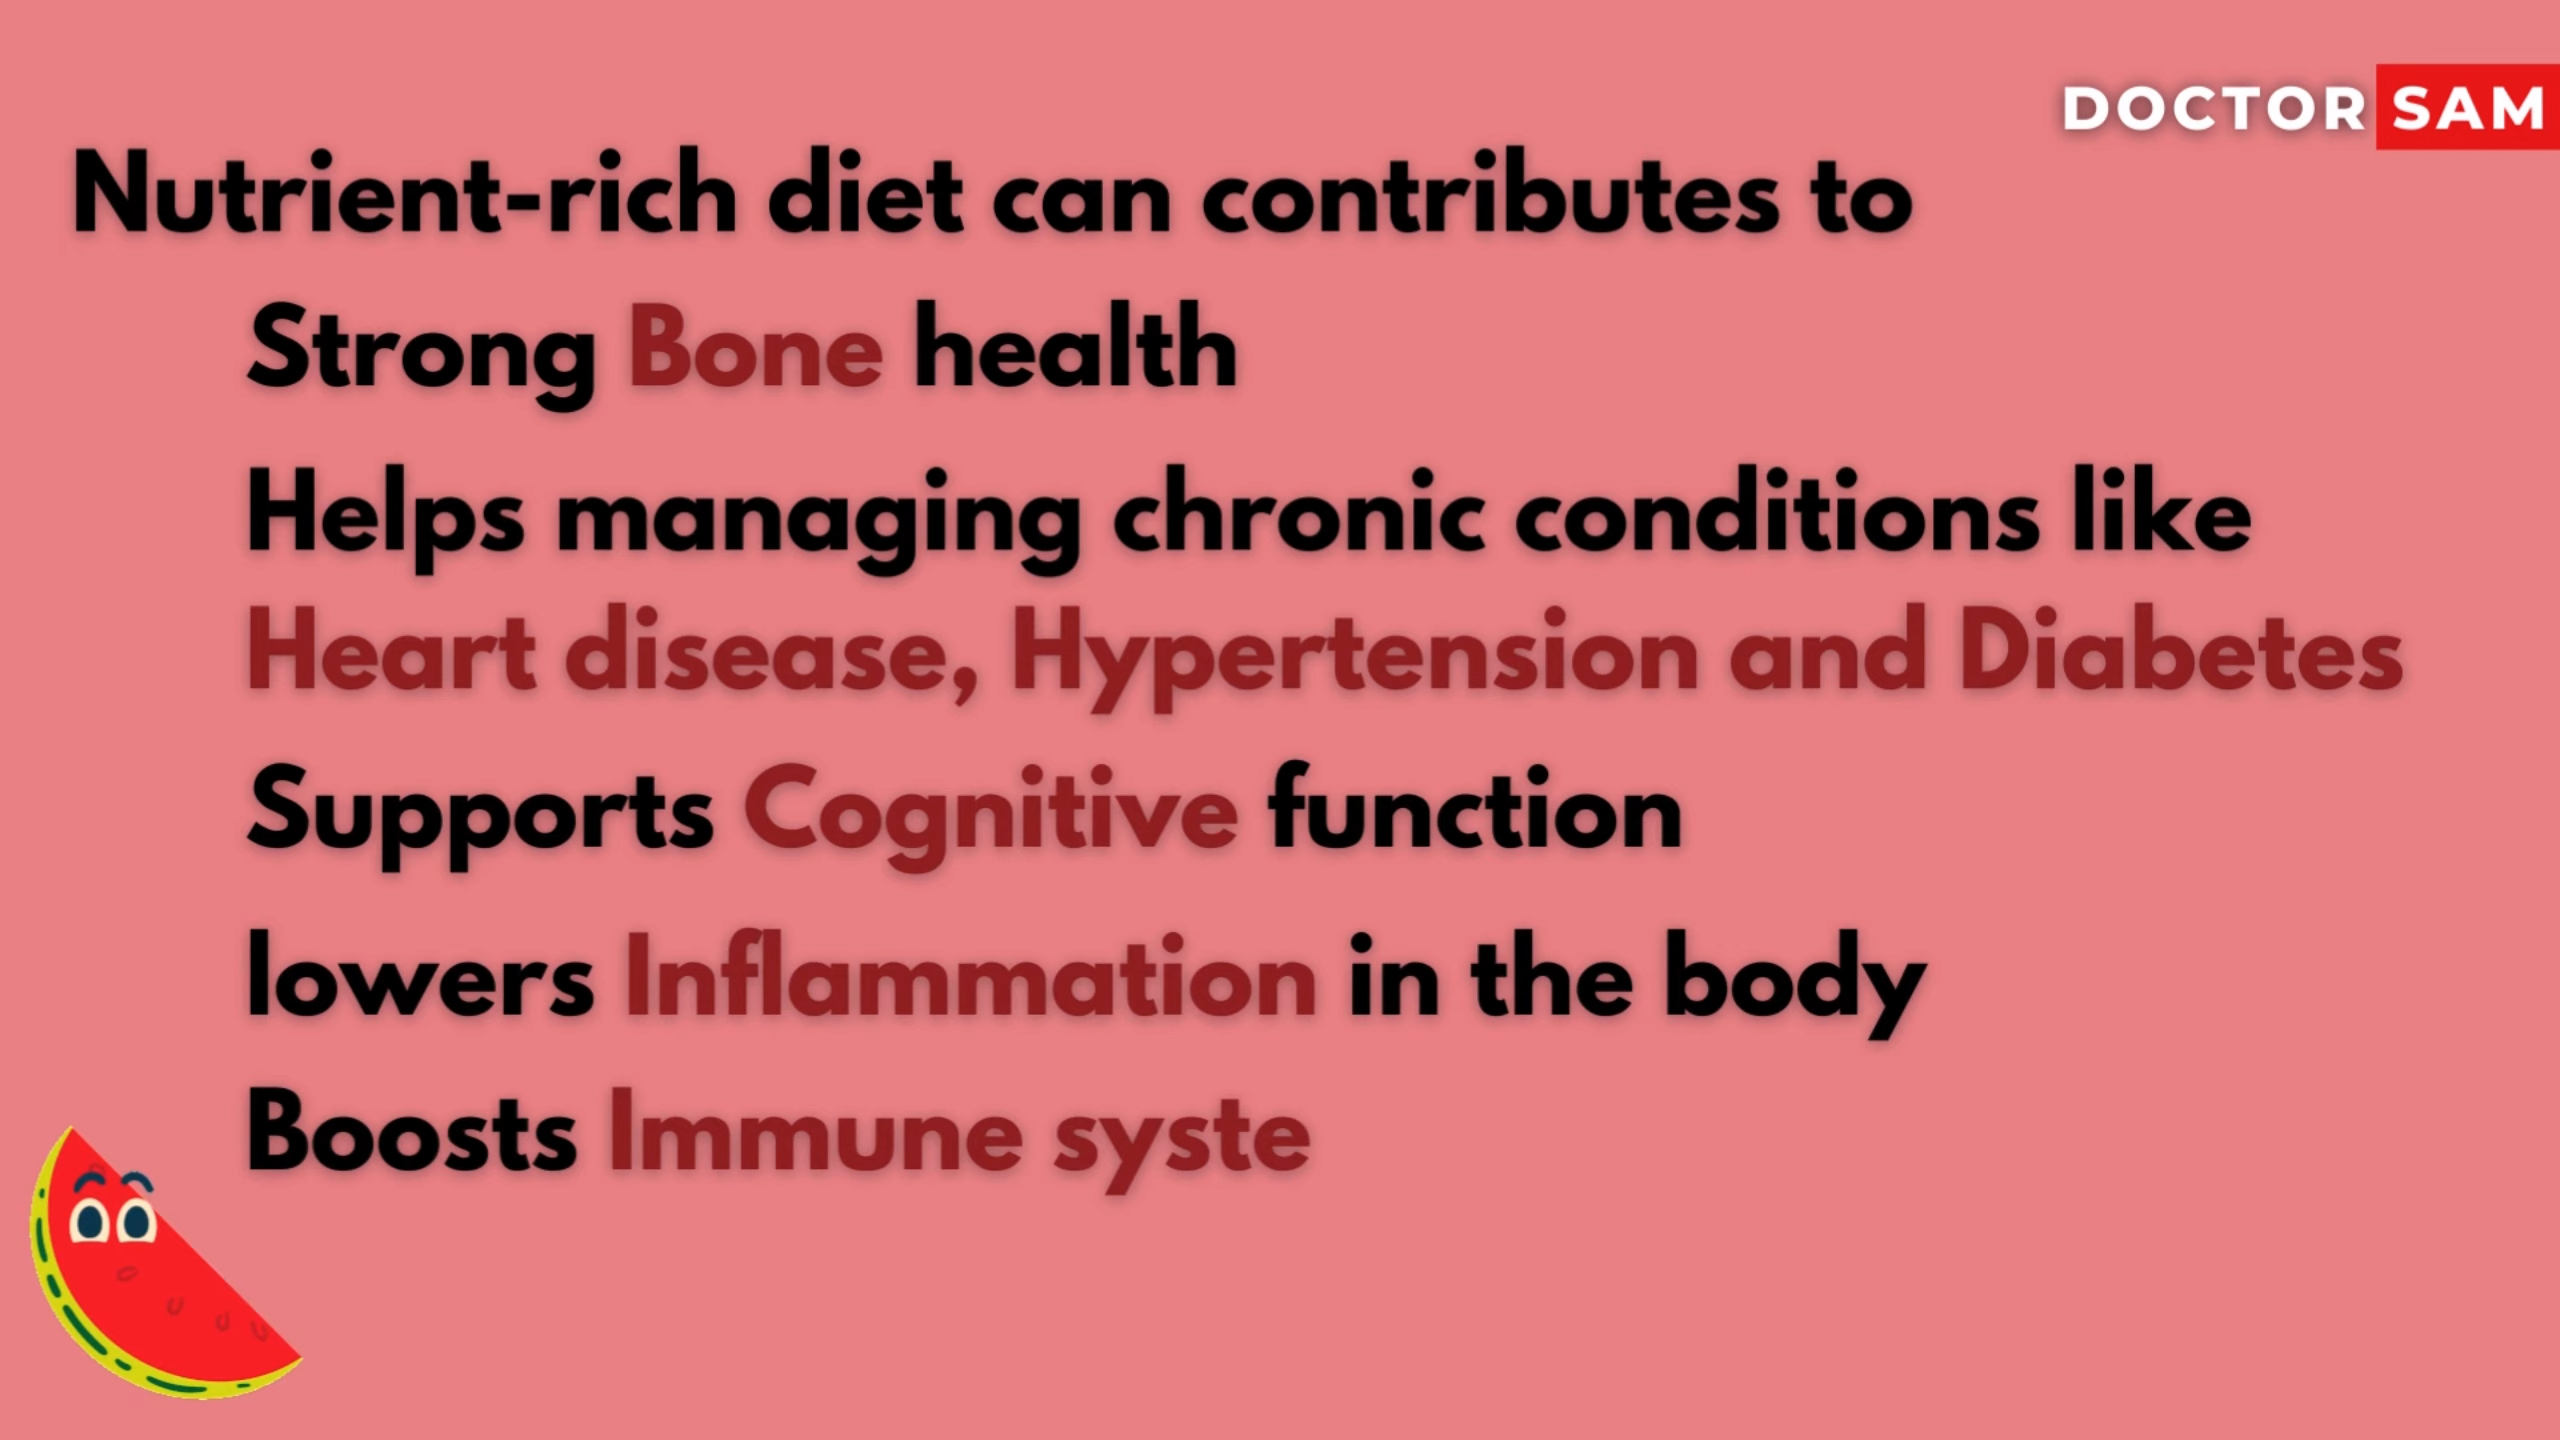 DOCTOR SAM
Nutrient-rich diet can contributes to
Strong Bone health
Helps managing chronic conditions like
Heart disease, Hypertension and Diabetes
Supports Cognitive function
lowers Inflammation in the body
Boosts Immune syste